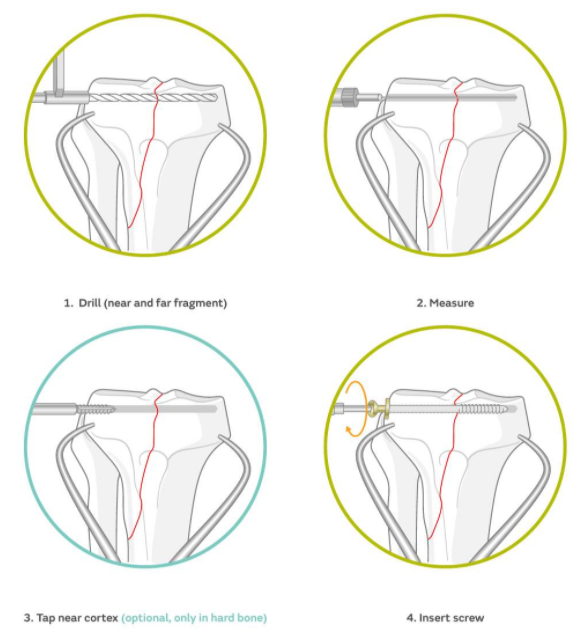 1. Drill (near and far fragment)
2. Measure
3. Tap near cortex (optional, only in hard bone)
4. Insert screw